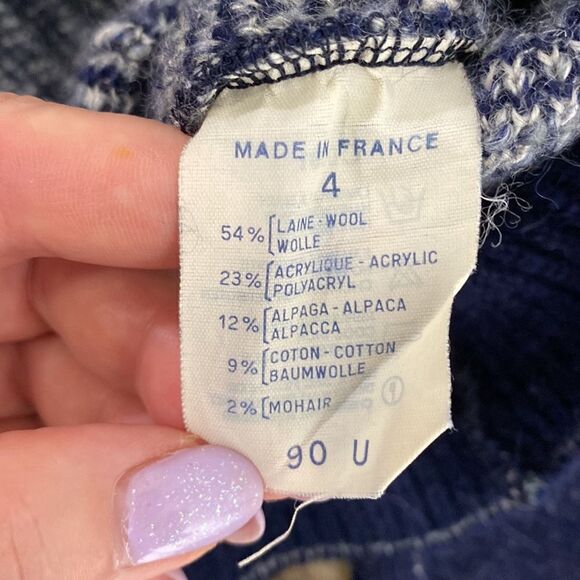 MADE IN FRANCE
4
54% [LAINE - WOOL
WOLLE
23% [ACRYLIQUE - ACRYLIC
POLYACRYL
12% [ALPAGA - ALPACA
ALPACCA
9% [COTON - COTTON
BAUMWOLLE
2% [MOHAIR
90 U